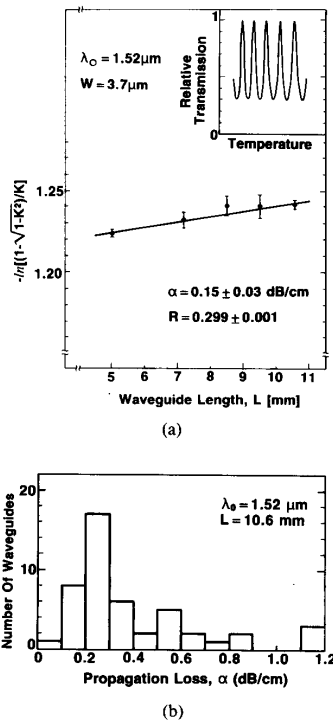 (a)
λO = 1.52μm
W = 3.7μm
Relative Transmission
1
0
Temperature
-ln[(1-√1-K²)/K]
1.25
1.20
α = 0.15 ± 0.03 dB/cm
R = 0.299 ± 0.001
5 6 7 8 9 10 11
Waveguide Length, L [mm]
(a)
Number Of Waveguides
20
10
0
λ0 = 1.52 μm
L = 10.6 mm
0.2 0.4 0.6 0.8 1.0 1.2
Propagation Loss, α (dB/cm)
(b)